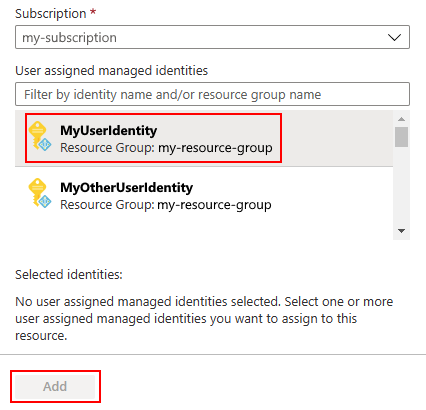 Subscription *
my-subscription
User assigned managed identities
Filter by identity name and/or resource group name
MyUserIdentity
Resource Group: my-resource-group
MyOtherUserIdentity
Resource Group: my-resource-group
Selected identities:
No user assigned managed identities selected. Select one or more
user assigned managed identities you want to assign to this
resource.
Add